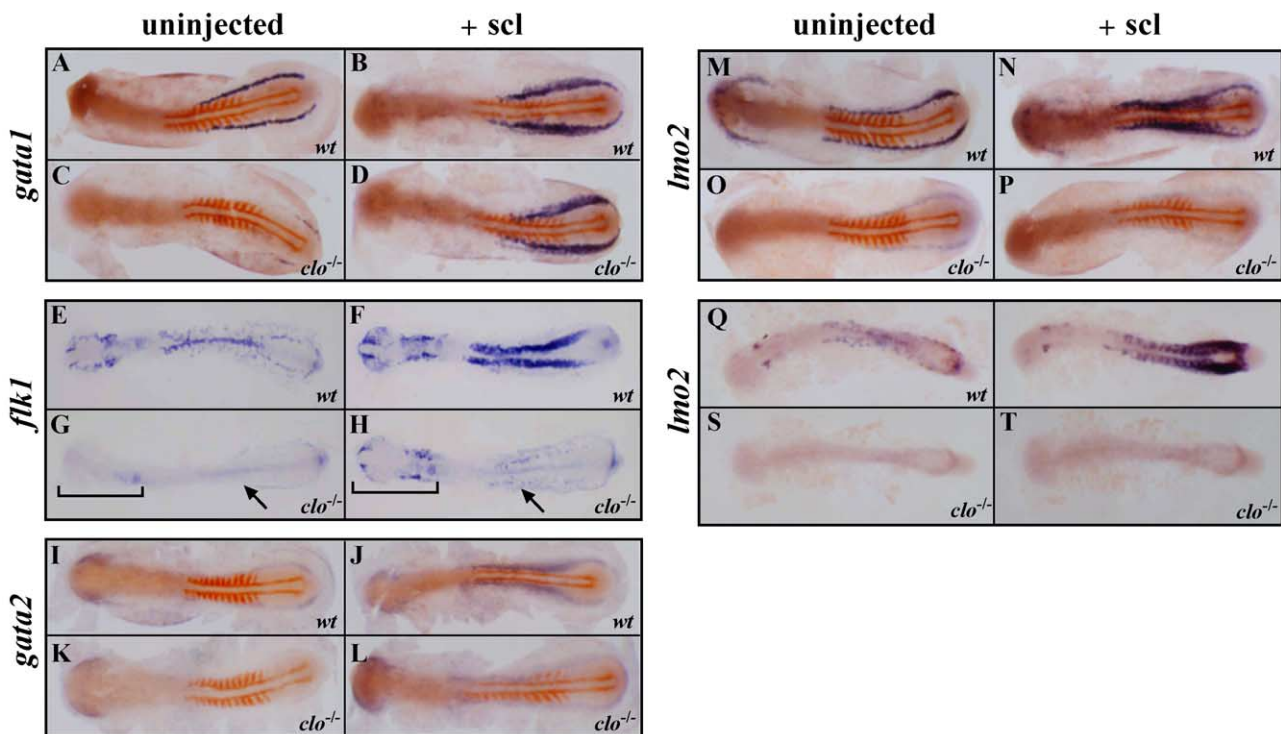 uninjected + scl
gata1
A wt
B wt
C clo-/-
D clo-/-
flk1
E wt
F wt
G clo-/-
H clo-/-
gata2
I wt
J wt
K clo-/-
L clo-/-
uninjected + scl
lmo2
M wt
N wt
O clo-/-
P clo-/-
lmo2
Q wt
R wt
S clo-/-
T clo-/-